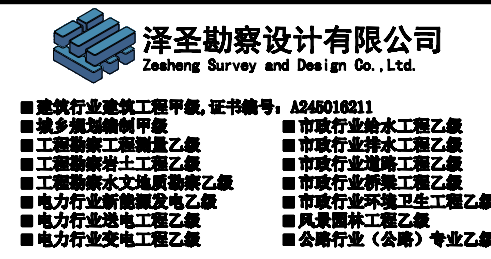 泽圣勘察设计有限公司
Zesheng Survey and Design Co.,Ltd.
■建筑行业建筑工程甲级,证书编号：A245016211
■城乡规划编制甲级
■工程勘察工程测量乙级
■工程勘察岩土工程乙级
■工程勘察水文地质勘察乙级
■电力行业新能源发电乙级
■电力行业送电工程乙级
■电力行业变电工程乙级
■市政行业给水工程乙级
■市政行业排水工程乙级
■市政行业道路工程乙级
■市政行业桥梁工程乙级
■市政行业环境卫生工程乙级
■风景园林工程乙级
■公路行业（公路）专业乙级